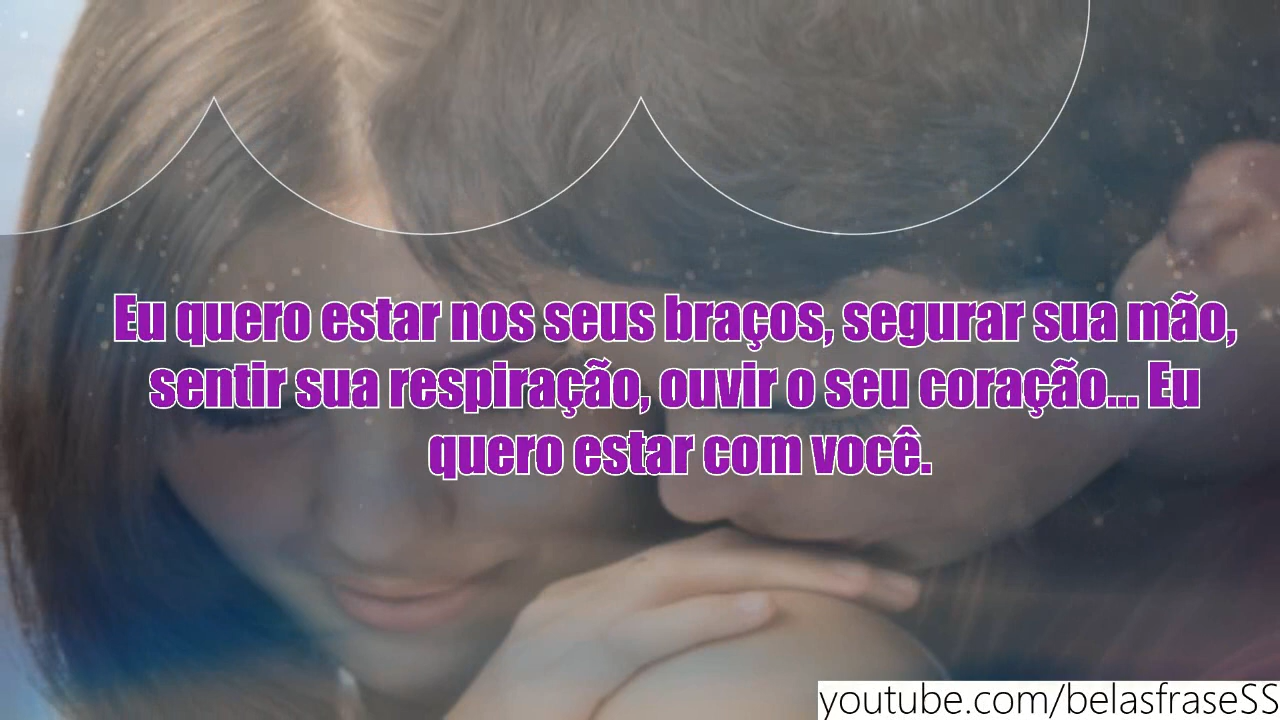 Eu quero estar nos seus braços, segurar sua mão,
sentir sua respiração, ouvir o seu coração... Eu
quero estar com você.
youtube.com/belasfraseSS